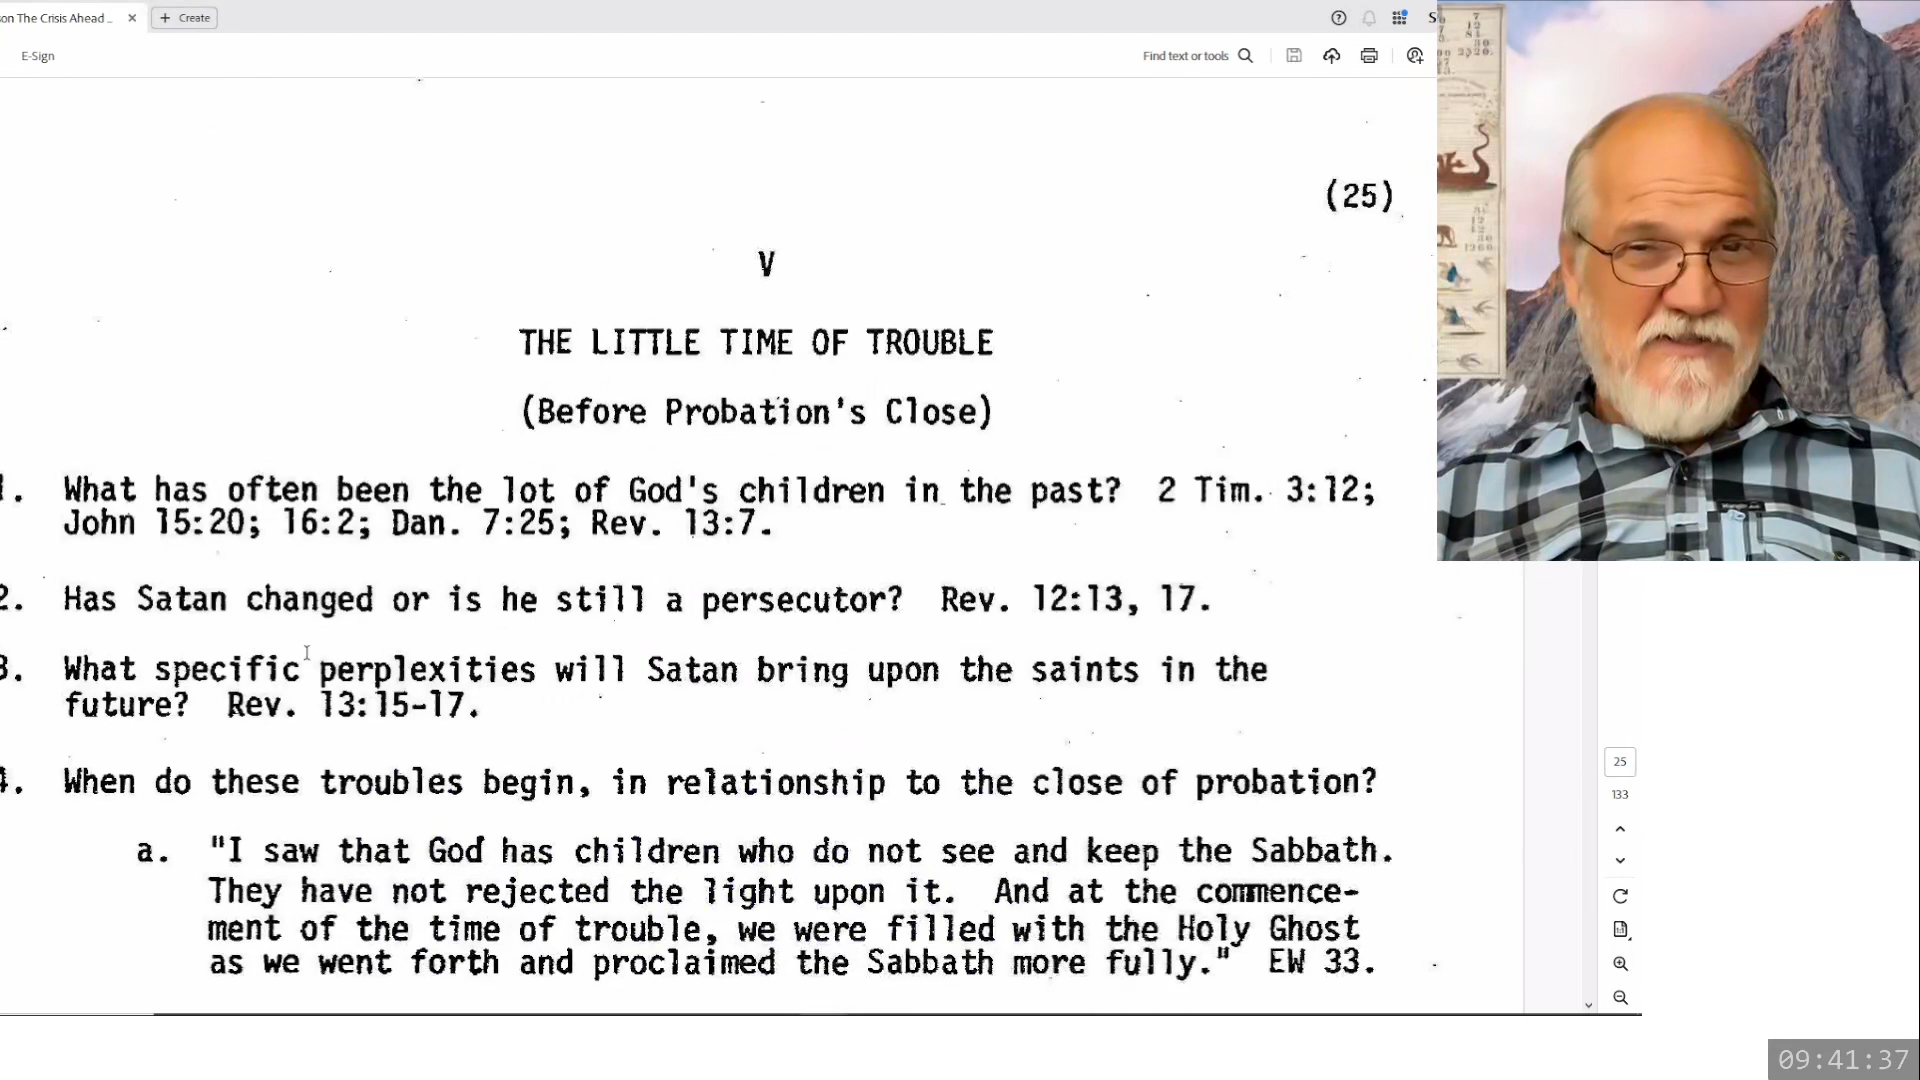 on The Crisis Ahead ...
Create
E-Sign
Find text or tools
(25)
V
THE LITTLE TIME OF TROUBLE
(Before Probation's Close)
1. What has often been the lot of God's children in the past? 2 Tim. 3:12;
John 15:20; 16:2; Dan. 7:25; Rev. 13:7.
2. Has Satan changed or is he still a persecutor? Rev. 12:13, 17.
3. What specific perplexities will Satan bring upon the saints in the
future? Rev. 13:15-17.
4. When do these troubles begin, in relationship to the close of probation?
a. "I saw that God has children who do not see and keep the Sabbath.
They have not rejected the light upon it. And at the commence-
ment of the time of trouble, we were filled with the Holy Ghost
as we went forth and proclaimed the Sabbath more fully." EW 33.
25
133
09:41:37